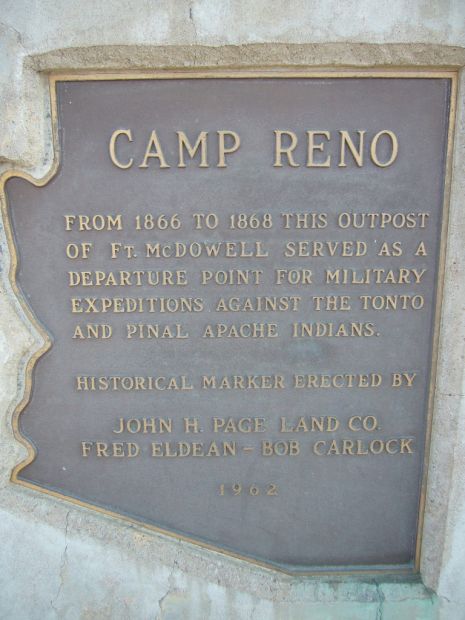 CAMP RENO
FROM 1866 TO 1868 THIS OUTPOST
OF FT. MCDOWELL SERVED AS A
DEPARTURE POINT FOR MILITARY
EXPEDITIONS AGAINST THE TONTO
AND PINAL APACHE INDIANS.
HISTORICAL MARKER ERECTED BY
JOHN H. PAGE LAND CO.
FRED ELDEAN - BOB CARLOCK
1962